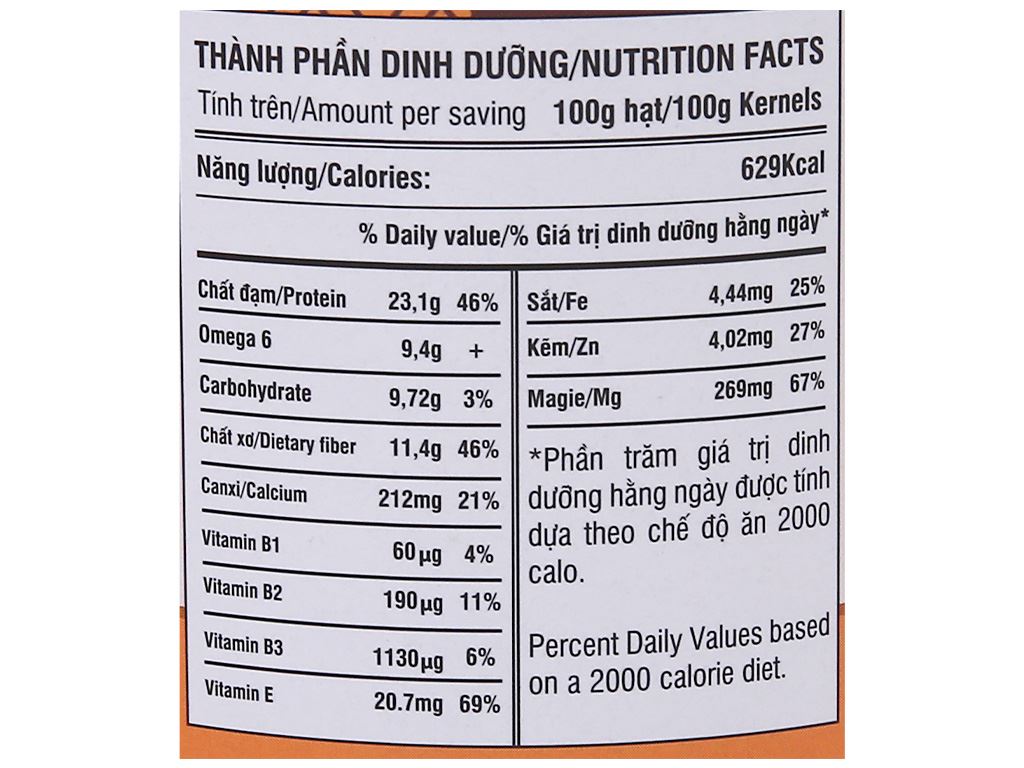 THÀNH PHẦN DINH DƯỠNG/NUTRITION FACTS
Tính trên/Amount per saving 100g hạt/100g Kernels
Năng lượng/Calories: 629Kcal
% Daily value/% Giá trị dinh dưỡng hằng ngày*
Chất đạm/Protein 23,1g 46%
Omega 6 9,4g +
Carbohydrate 9,72g 3%
Chất xơ/Dietary fiber 11,4g 46%
Canxi/Calcium 212mg 21%
Vitamin B1 60µg 4%
Vitamin B2 190µg 11%
Vitamin B3 1130µg 6%
Vitamin E 20.7mg 69%
Sắt/Fe 4,44mg 25%
Kẽm/Zn 4,02mg 27%
Magie/Mg 269mg 67%
*Phần trăm giá trị dinh
dưỡng hằng ngày được tính
dựa theo chế độ ăn 2000
calo.
Percent Daily Values based
on a 2000 calorie diet.